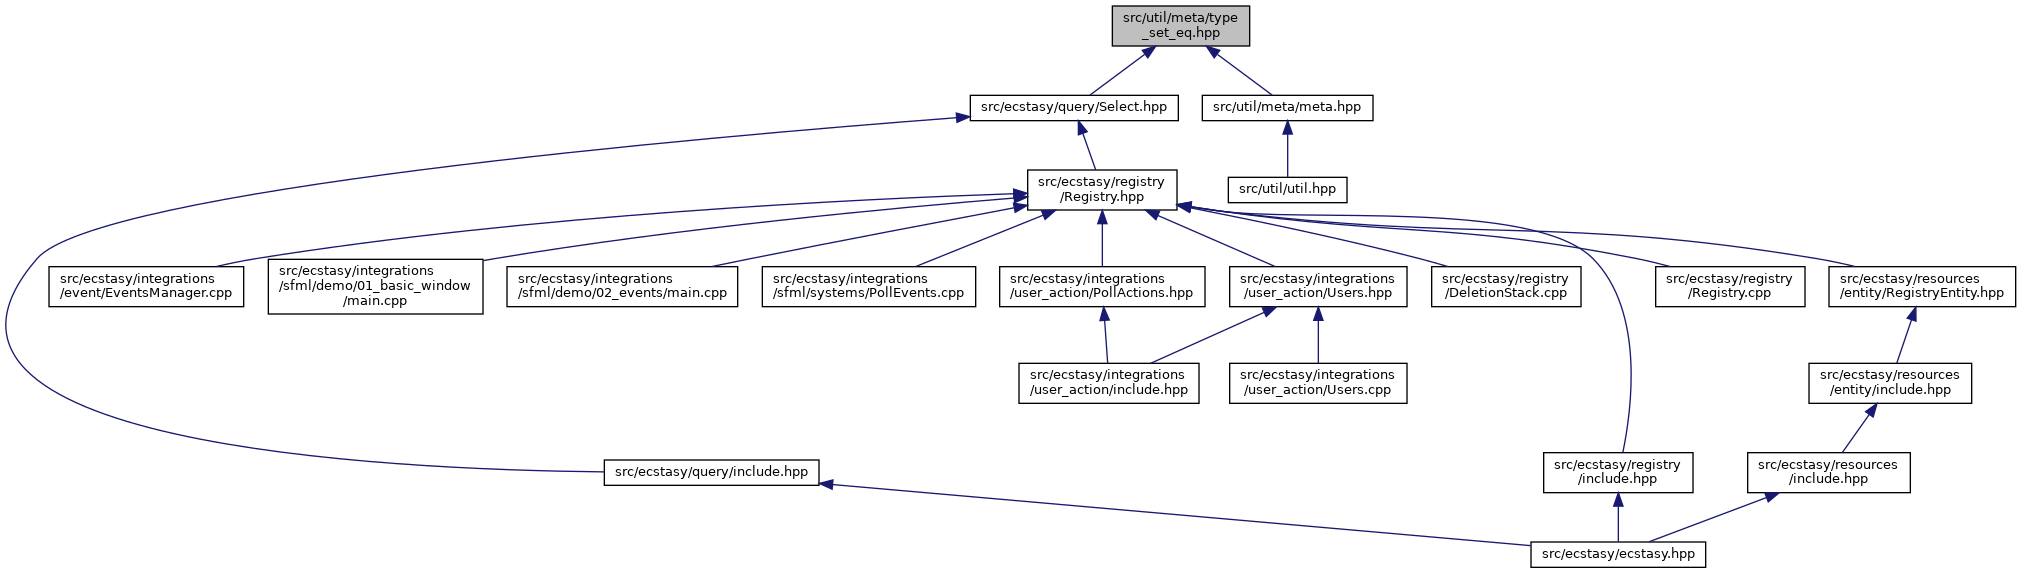 src/util/meta/type
_set_eq.hpp
src/ecstasy/query/Select.hpp
src/util/meta/meta.hpp
src/ecstasy/registry
/Registry.hpp
src/util/util.hpp
src/ecstasy/integrations
/event/EventsManager.cpp
src/ecstasy/integrations
/sfml/demo/01_basic_window
/main.cpp
src/ecstasy/integrations
/sfml/demo/02_events/main.cpp
src/ecstasy/integrations
/sfml/systems/PollEvents.cpp
src/ecstasy/integrations
/user_action/PollActions.hpp
src/ecstasy/integrations
/user_action/Users.hpp
src/ecstasy/registry
/DeletionStack.cpp
src/ecstasy/registry
/Registry.cpp
src/ecstasy/resources
/entity/RegistryEntity.hpp
src/ecstasy/integrations
/user_action/include.hpp
src/ecstasy/integrations
/user_action/Users.cpp
src/ecstasy/resources
/entity/include.hpp
src/ecstasy/query/include.hpp
src/ecstasy/registry
/include.hpp
src/ecstasy/resources
/include.hpp
src/ecstasy/ecstasy.hpp